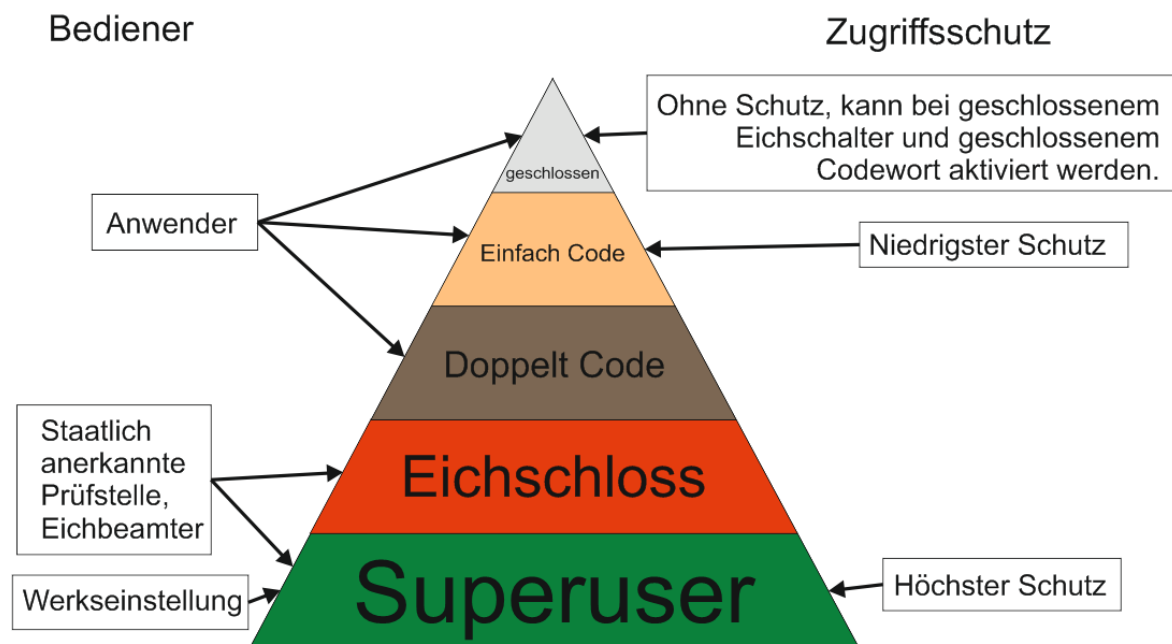 Bediener
Zugriffsschutz
Ohne Schutz, kann bei geschlossenem
Eichschalter und geschlossenem
Codewort aktiviert werden.
geschlossen
Anwender
Einfach Code
Niedrigster Schutz
Doppelt Code
Staatlich
anerkannte
Prüfstelle,
Eichbeamter
Eichschloss
Superuser
Werkseinstellung
Höchster Schutz